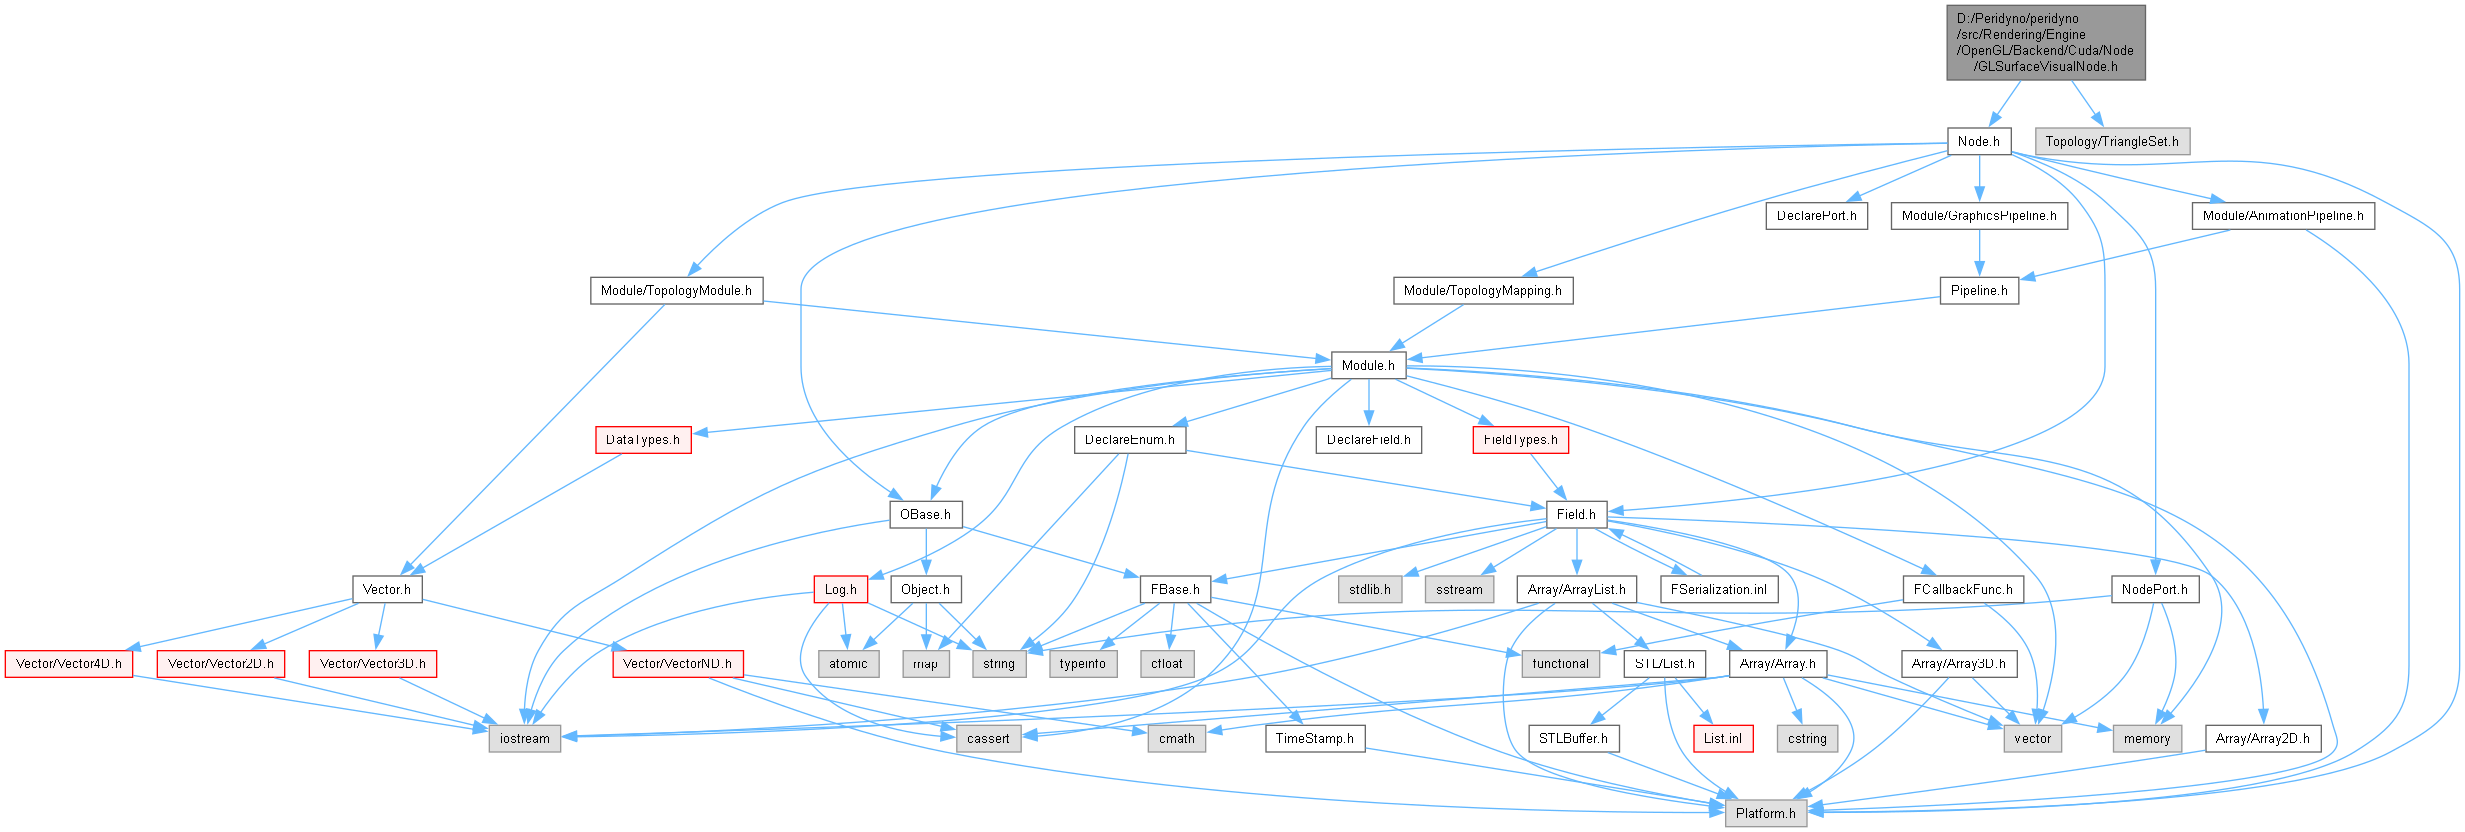 D:/Peridyno/peridyno
/src/Rendering/Engine
/OpenGL/Backend/Cuda/Node
/GLSurfaceVisualNode.h
Node.h
Topology/TriangleSet.h
DeclarePort.h
Module/GraphicsPipeline.h
Module/AnimationPipeline.h
Module/TopologyModule.h
Module/TopologyMapping.h
Pipeline.h
Module.h
DataTypes.h
DeclareEnum.h
DeclareField.h
FieldTypes.h
OBase.h
Field.h
Vector.h
Log.h
Object.h
FBase.h
stdlib.h
sstream
Array/ArrayList.h
FSerialization.inl
FCallbackFunc.h
NodePort.h
Vector/Vector4D.h
Vector/Vector2D.h
Vector/Vector3D.h
Vector/VectorND.h
atomic
map
string
typeinfo
cfloat
functional
STL/List.h
Array/Array.h
Array/Array3D.h
iostream
cassert
cmath
TimeStamp.h
STLBuffer.h
List.inl
cstring
vector
memory
Array/Array2D.h
Platform.h